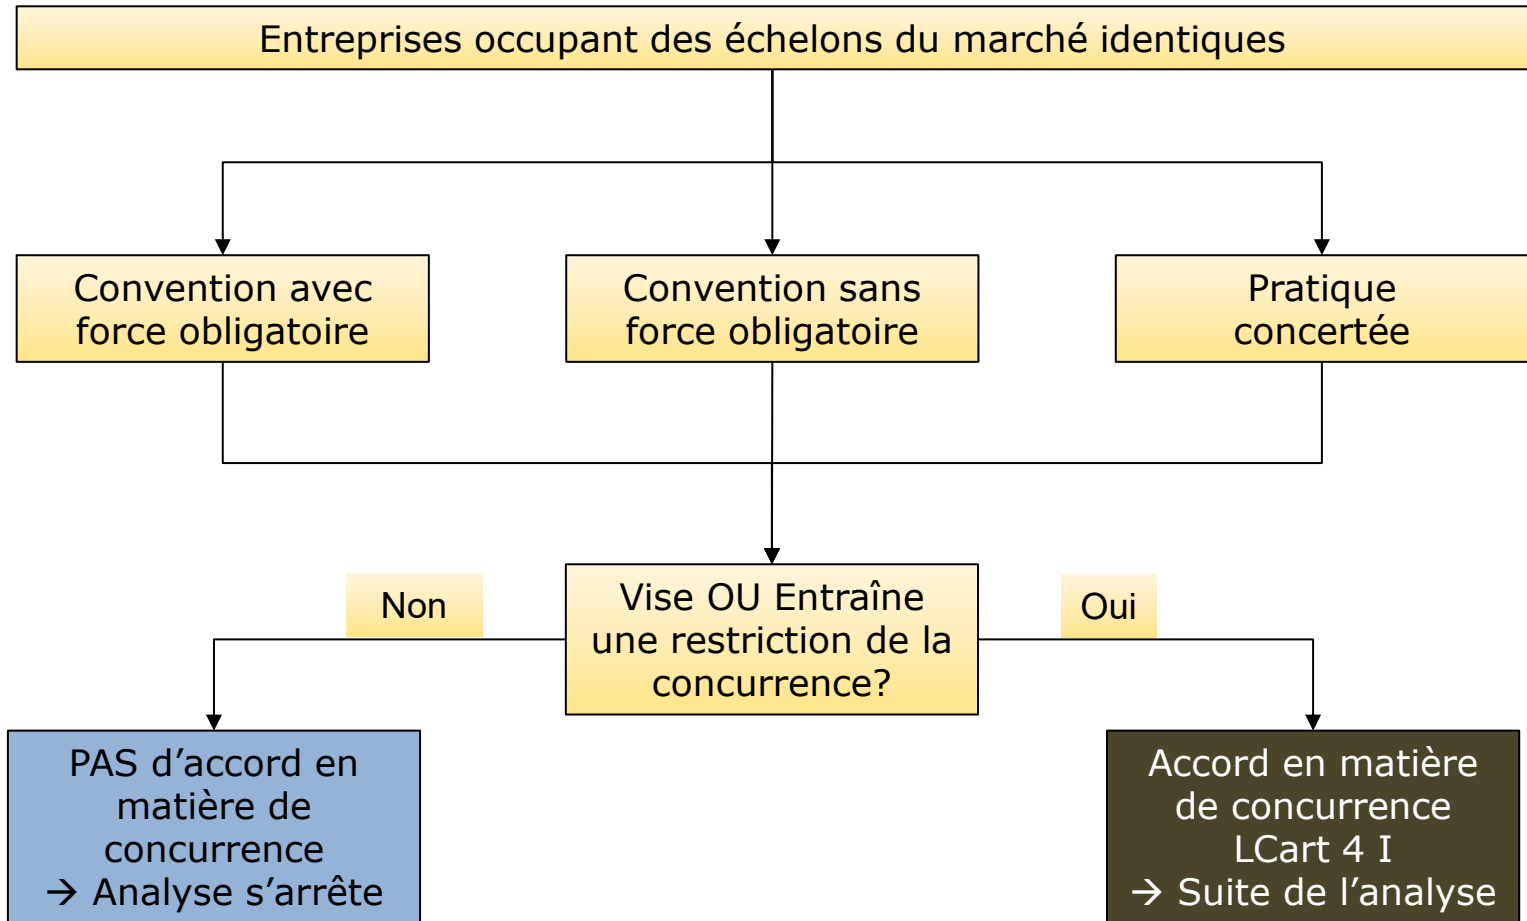 Entreprises occupant des échelons du marché identiques
Convention avec
force obligatoire
Convention sans
force obligatoire
Pratique
concertée
Non
Vise OU Entraîne
une restriction de la
concurrence?
Oui
PAS d’accord en
matière de
concurrence
→ Analyse s’arrête
Accord en matière
de concurrence
LCart 4 I
→ Suite de l’analyse